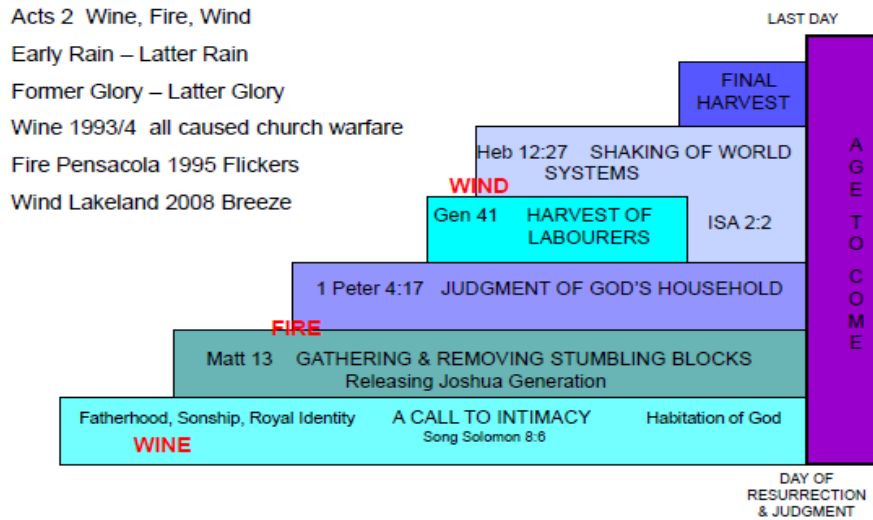 Acts 2 Wine, Fire, Wind
Early Rain – Latter Rain
Former Glory – Latter Glory
Wine 1993/4 all caused church warfare
Fire Pensacola 1995 Flickers
Wind Lakeland 2008 Breeze
LAST DAY
FINAL
HARVEST
Heb 12:27 SHAKING OF WORLD
SYSTEMS
WIND
Gen 41 HARVEST OF
LABOURERS
ISA 2:2
1 Peter 4:17 JUDGMENT OF GOD'S HOUSEHOLD
FIRE
Matt 13 GATHERING & REMOVING STUMBLING BLOCKS
Releasing Joshua Generation
Fatherhood, Sonship, Royal Identity A CALL TO INTIMACY Habitation of God
Song Solomon 8:6
WINE
AGE TO COME
DAY OF
RESURRECTION
& JUDGMENT